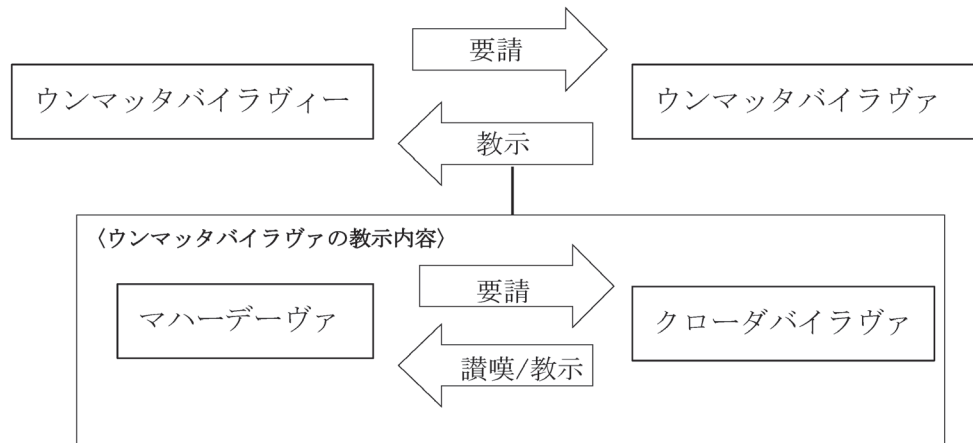 要請
ウンマッタバイラヴィー
ウンマッタバイラヴァ
教示
〈ウンマッタバイラヴァの教示内容〉
要請
マハーデーヴァ
クローダバイラヴァ
讃嘆/教示